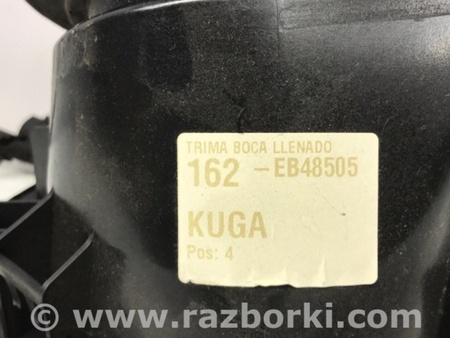 TRIMA BOCA LLENADO
162 - EB48505
KUGA
Pos: 4
© www.razborki.com